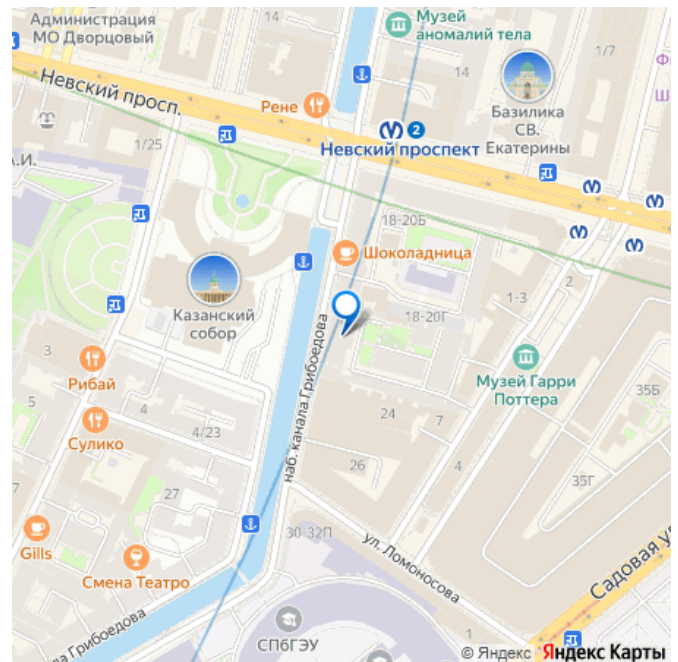 Администрация
МО Дворцовый
Музей
аномалий тела
14
14
1/7
Невский просп.
Рене
2
Базилика
СВ.
Екатерины
Невский проспект
1/25
А.И.
18-20Б
Шоколадница
2
1-3
Казанский
собор
18-20Г
наб. канала Грибоедова
3
Рибай
Музей Гарри
Поттера
35Б
5
4
Сулико
4/23
24
7
26
4
35Г
27
Gills
30-32П
ул. Ломоносова
Смена Театро
Садовая
Грибоедова
СПбГЭУ
1
© Яндекс Яндекс Карты